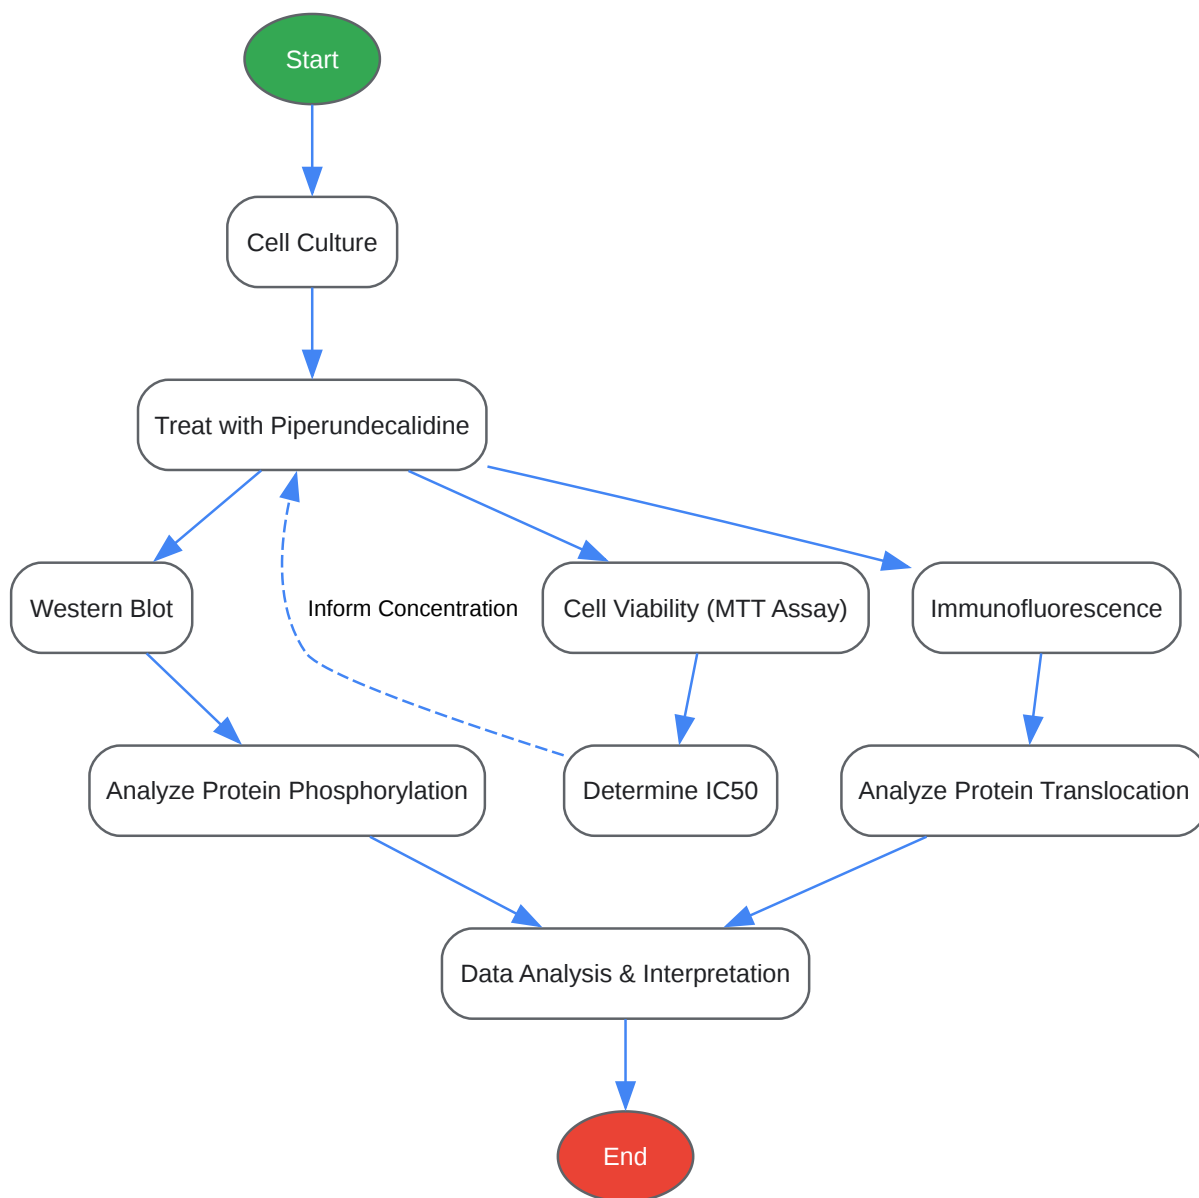 Start
Cell Culture
Treat with Piperundecalidine
Western Blot
Inform Concentration
Cell Viability (MTT Assay)
Immunofluorescence
Analyze Protein Phosphorylation
Determine IC50
Analyze Protein Translocation
Data Analysis & Interpretation
End